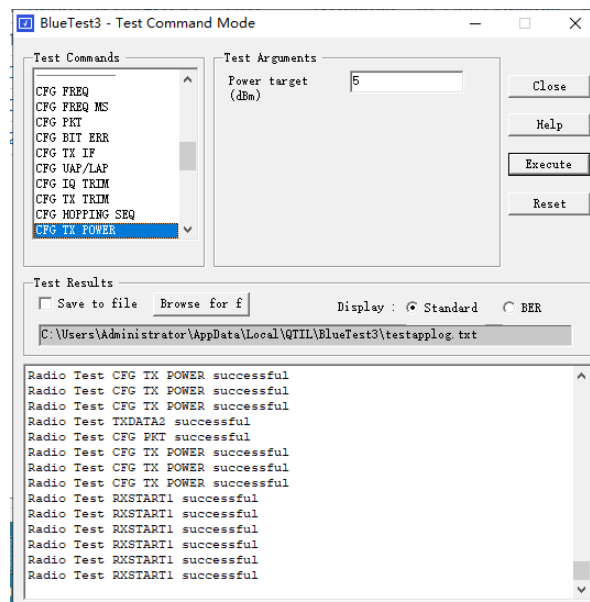 BlueTest3 - Test Command Mode
Test Commands
CFG FREQ
CFG FREQ MS
CFG PKT
CFG BIT ERR
CFG TX IF
CFG UAP/LAP
CFG IQ TRIM
CFG TX TRIM
CFG HOPPING SEQ
CFG TX POWER
Test Arguments
Power target
(dBm)
5
Close
Help
Execute
Reset
Test Results
Save to file
Browse for f
Display : Standard BER
C:\Users\Administrator\AppData\Local\QTIL\BlueTest3\testapplog.txt
Radio Test CFG TX POWER successful
Radio Test CFG TX POWER successful
Radio Test CFG TX POWER successful
Radio Test TXDATA2 successful
Radio Test CFG PKT successful
Radio Test CFG TX POWER successful
Radio Test CFG TX POWER successful
Radio Test CFG TX POWER successful
Radio Test RXSTART1 successful
Radio Test RXSTART1 successful
Radio Test RXSTART1 successful
Radio Test RXSTART1 successful
Radio Test RXSTART1 successful
Radio Test RXSTART1 successful